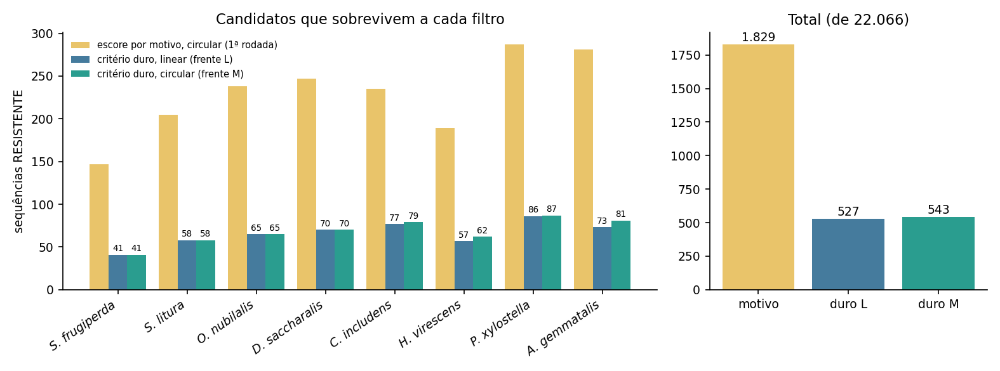 Candidatos que sobrevivem a cada filtro
sequências RESISTENTE
300
250
200
150
100
50
0
escore por motivo, circular (1ª rodada)
critério duro, linear (frente L)
critério duro, circular (frente M)
41 41
58 58
65 65
70 70
77 79
57 62
86 87
73 81
S. frugiperda
S. litura
O. nubilalis
D. saccharalis
C. includens
H. virescens
P. xylostella
A. gemmatalis
Total (de 22.066)
1750
1500
1250
1000
750
500
250
0
1.829
527
543
motivo
duro L
duro M